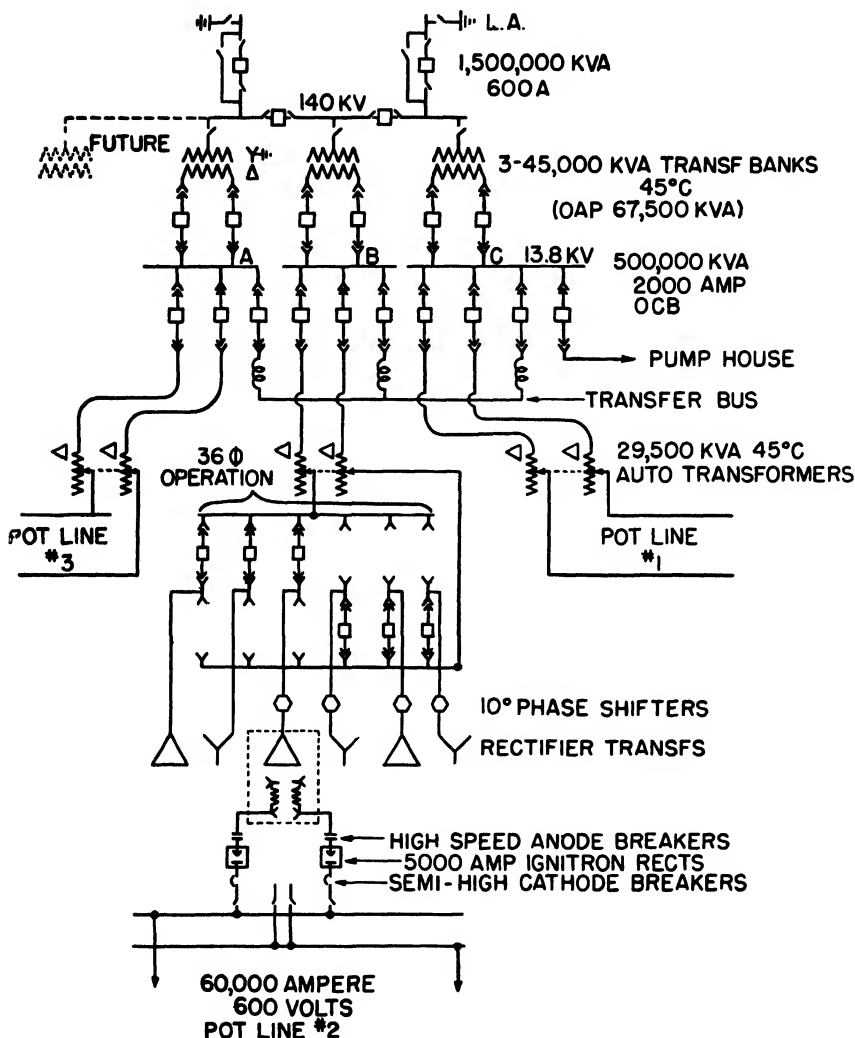 L.A.
1,500,000 KVA
600 A
140 KV
FUTURE
3-45,000 KVA TRANSF BANKS
45°C
(OAP 67,500 KVA)
A
B
C
13.8 KV
500,000 KVA
2000 AMP
OCB
PUMP HOUSE
TRANSFER BUS
36 Φ
OPERATION
29,500 KVA 45°C
AUTO TRANSFORMERS
POT LINE
#3
POT LINE
#1
10° PHASE SHIFTERS
RECTIFIER TRANSFS
HIGH SPEED ANODE BREAKERS
5000 AMP IGNITRON RECTS
SEMI-HIGH CATHODE BREAKERS
60,000 AMPERE
600 VOLTS
POT LINE #2